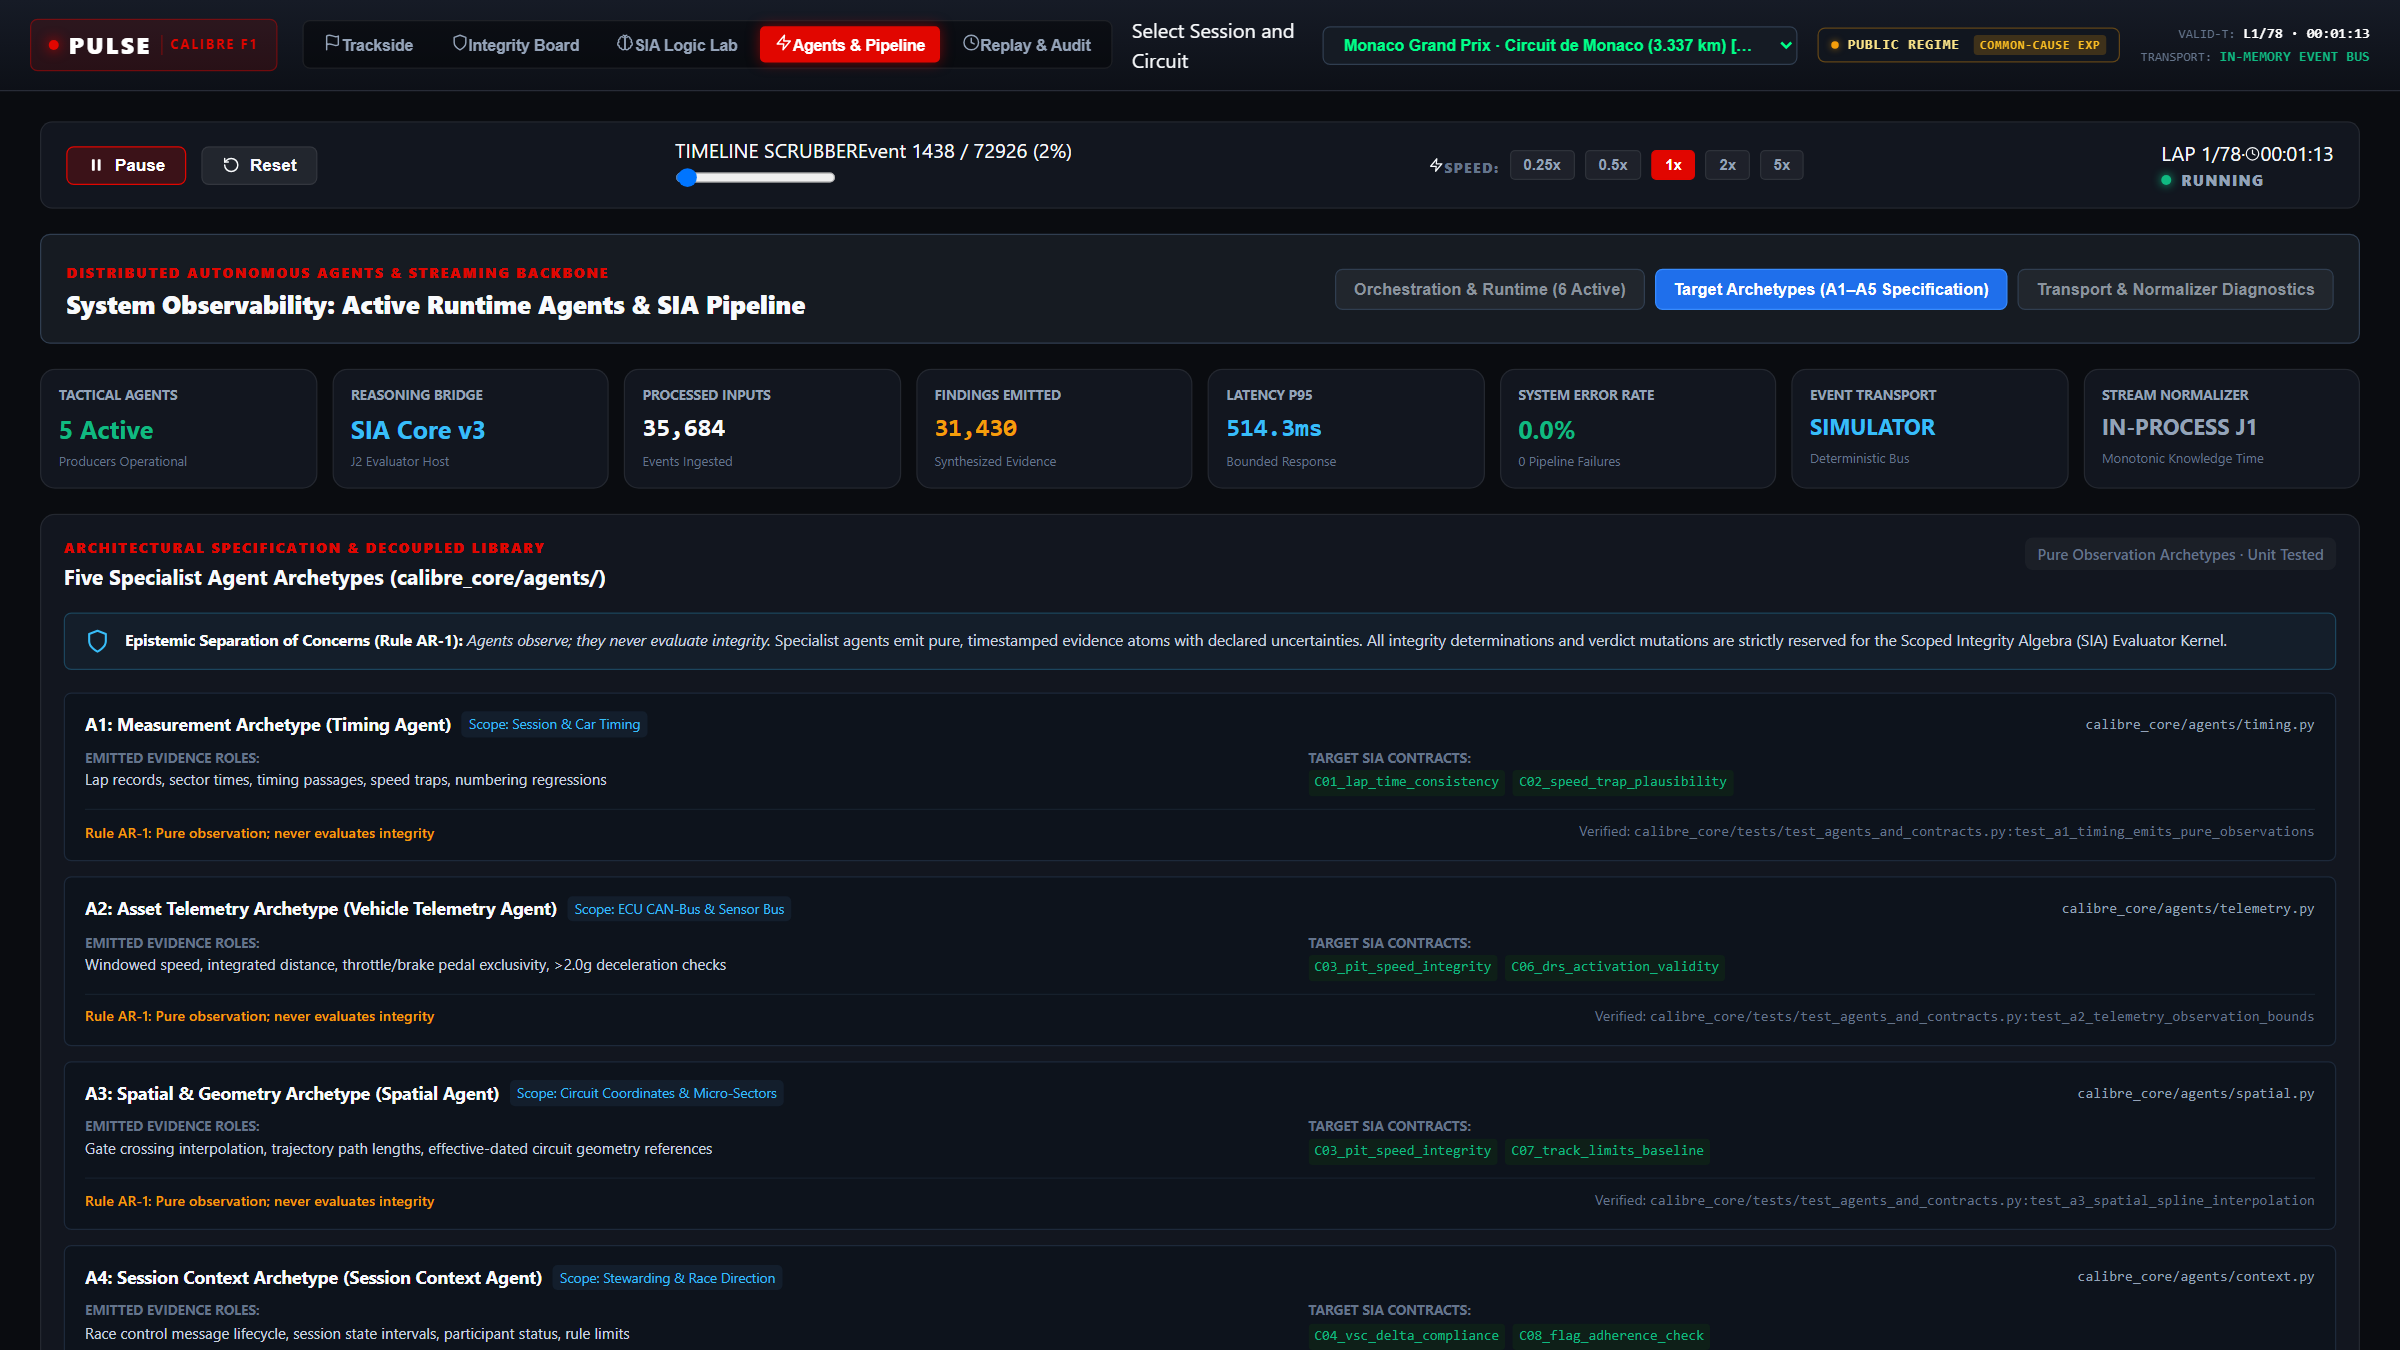 PULSE CALIBRE F1
Trackside
Integrity Board
SIA Logic Lab
Agents & Pipeline
Replay & Audit
Select Session and
Circuit
Monaco Grand Prix · Circuit de Monaco (3.337 km) [...
PUBLIC REGIME COMMON-CAUSE EXP
VALID-T: L1/78 • 00:01:13
TRANSPORT: IN-MEMORY EVENT BUS
Pause
Reset
TIMELINE SCRUBBEREvent 1438 / 72926 (2%)
SPEED: 0.25x 0.5x 1x 2x 5x
LAP 1/78·00:01:13
RUNNING
DISTRIBUTED AUTONOMOUS AGENTS & STREAMING BACKBONE
System Observability: Active Runtime Agents & SIA Pipeline
Orchestration & Runtime (6 Active)
Target Archetypes (A1–A5 Specification)
Transport & Normalizer Diagnostics
TACTICAL AGENTS
5 Active
Producers Operational
REASONING BRIDGE
SIA Core v3
J2 Evaluator Host
PROCESSED INPUTS
35,684
Events Ingested
FINDINGS EMITTED
31,430
Synthesized Evidence
LATENCY P95
514.3ms
Bounded Response
SYSTEM ERROR RATE
0.0%
0 Pipeline Failures
EVENT TRANSPORT
SIMULATOR
Deterministic Bus
STREAM NORMALIZER
IN-PROCESS J1
Monotonic Knowledge Time
ARCHITECTURAL SPECIFICATION & DECOUPLED LIBRARY
Five Specialist Agent Archetypes (calibre_core/agents/)
Pure Observation Archetypes · Unit Tested
Epistemic Separation of Concerns (Rule AR-1): Agents observe; they never evaluate integrity. Specialist agents emit pure, timestamped evidence atoms with declared uncertainties. All integrity determinations and verdict mutations are strictly reserved for the Scoped Integrity Algebra (SIA) Evaluator Kernel.
A1: Measurement Archetype (Timing Agent) Scope: Session & Car Timing
calibre_core/agents/timing.py
EMITTED EVIDENCE ROLES:
Lap records, sector times, timing passages, speed traps, numbering regressions
TARGET SIA CONTRACTS:
C01_lap_time_consistency C02_speed_trap_plausibility
Rule AR-1: Pure observation; never evaluates integrity
Verified: calibre_core/tests/test_agents_and_contracts.py:test_a1_timing_emits_pure_observations
A2: Asset Telemetry Archetype (Vehicle Telemetry Agent) Scope: ECU CAN-Bus & Sensor Bus
calibre_core/agents/telemetry.py
EMITTED EVIDENCE ROLES:
Windowed speed, integrated distance, throttle/brake pedal exclusivity, >2.0g deceleration checks
TARGET SIA CONTRACTS:
C03_pit_speed_integrity C06_drs_activation_validity
Rule AR-1: Pure observation; never evaluates integrity
Verified: calibre_core/tests/test_agents_and_contracts.py:test_a2_telemetry_observation_bounds
A3: Spatial & Geometry Archetype (Spatial Agent) Scope: Circuit Coordinates & Micro-Sectors
calibre_core/agents/spatial.py
EMITTED EVIDENCE ROLES:
Gate crossing interpolation, trajectory path lengths, effective-dated circuit geometry references
TARGET SIA CONTRACTS:
C03_pit_speed_integrity C07_track_limits_baseline
Rule AR-1: Pure observation; never evaluates integrity
Verified: calibre_core/tests/test_agents_and_contracts.py:test_a3_spatial_spline_interpolation
A4: Session Context Archetype (Session Context Agent) Scope: Stewarding & Race Direction
calibre_core/agents/context.py
EMITTED EVIDENCE ROLES:
Race control message lifecycle, session state intervals, participant status, rule limits
TARGET SIA CONTRACTS:
C04_vsc_delta_compliance C08_flag_adherence_check